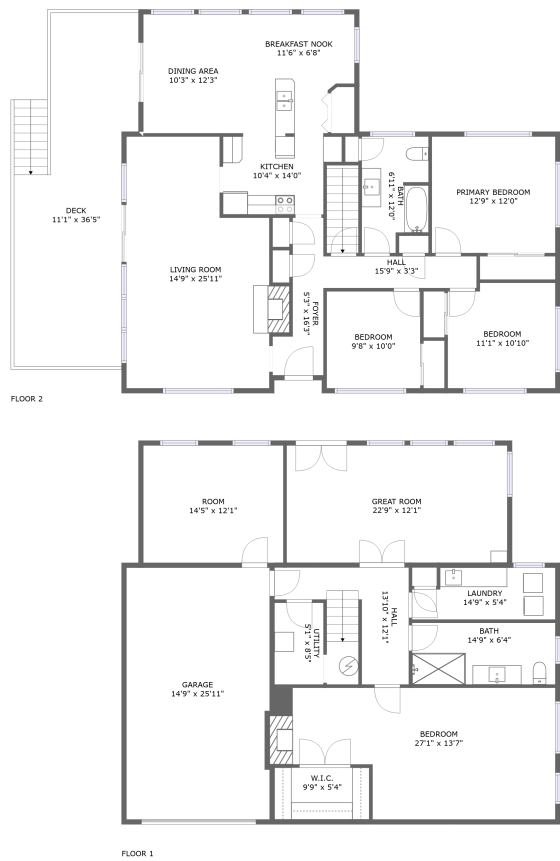 BREAKFAST NOOK
11'6" x 6'8"
DINING AREA
10'3" x 12'3"
KITCHEN
10'4" x 14'0"
BATH
6'11" x 12'0"
PRIMARY BEDROOM
12'9" x 12'0"
DECK
11'1" x 36'5"
LIVING ROOM
14'9" x 25'11"
HALL
15'9" x 3'3"
FOYER
5'3" x 16'3"
BEDROOM
9'8" x 10'0"
BEDROOM
11'1" x 10'10"
FLOOR 2
ROOM
14'5" x 12'1"
GREAT ROOM
22'9" x 12'1"
LAUNDRY
14'9" x 5'4"
HALL
13'10" x 12'1"
UTILITY
5'1" x 8'5"
BATH
14'9" x 6'4"
GARAGE
14'9" x 25'11"
BEDROOM
27'1" x 13'7"
W.I.C.
9'9" x 5'4"
FLOOR 1